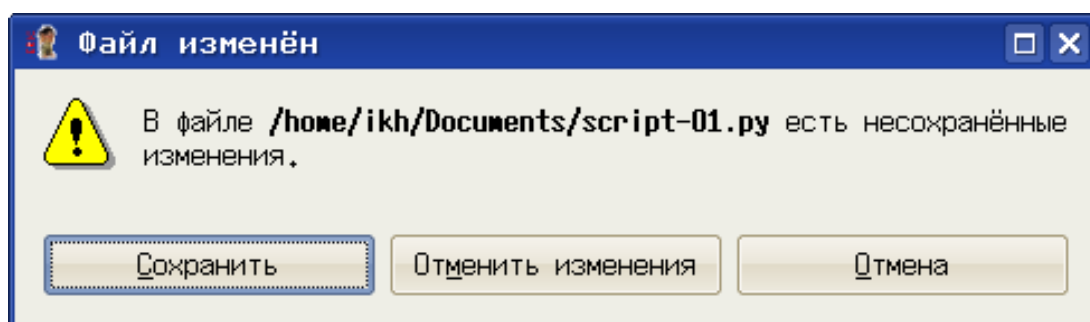 Файл изменён
В файле /home/ikh/Documents/script-01.py есть несохранённые
изменения.
Сохранить Отменить изменения Отмена